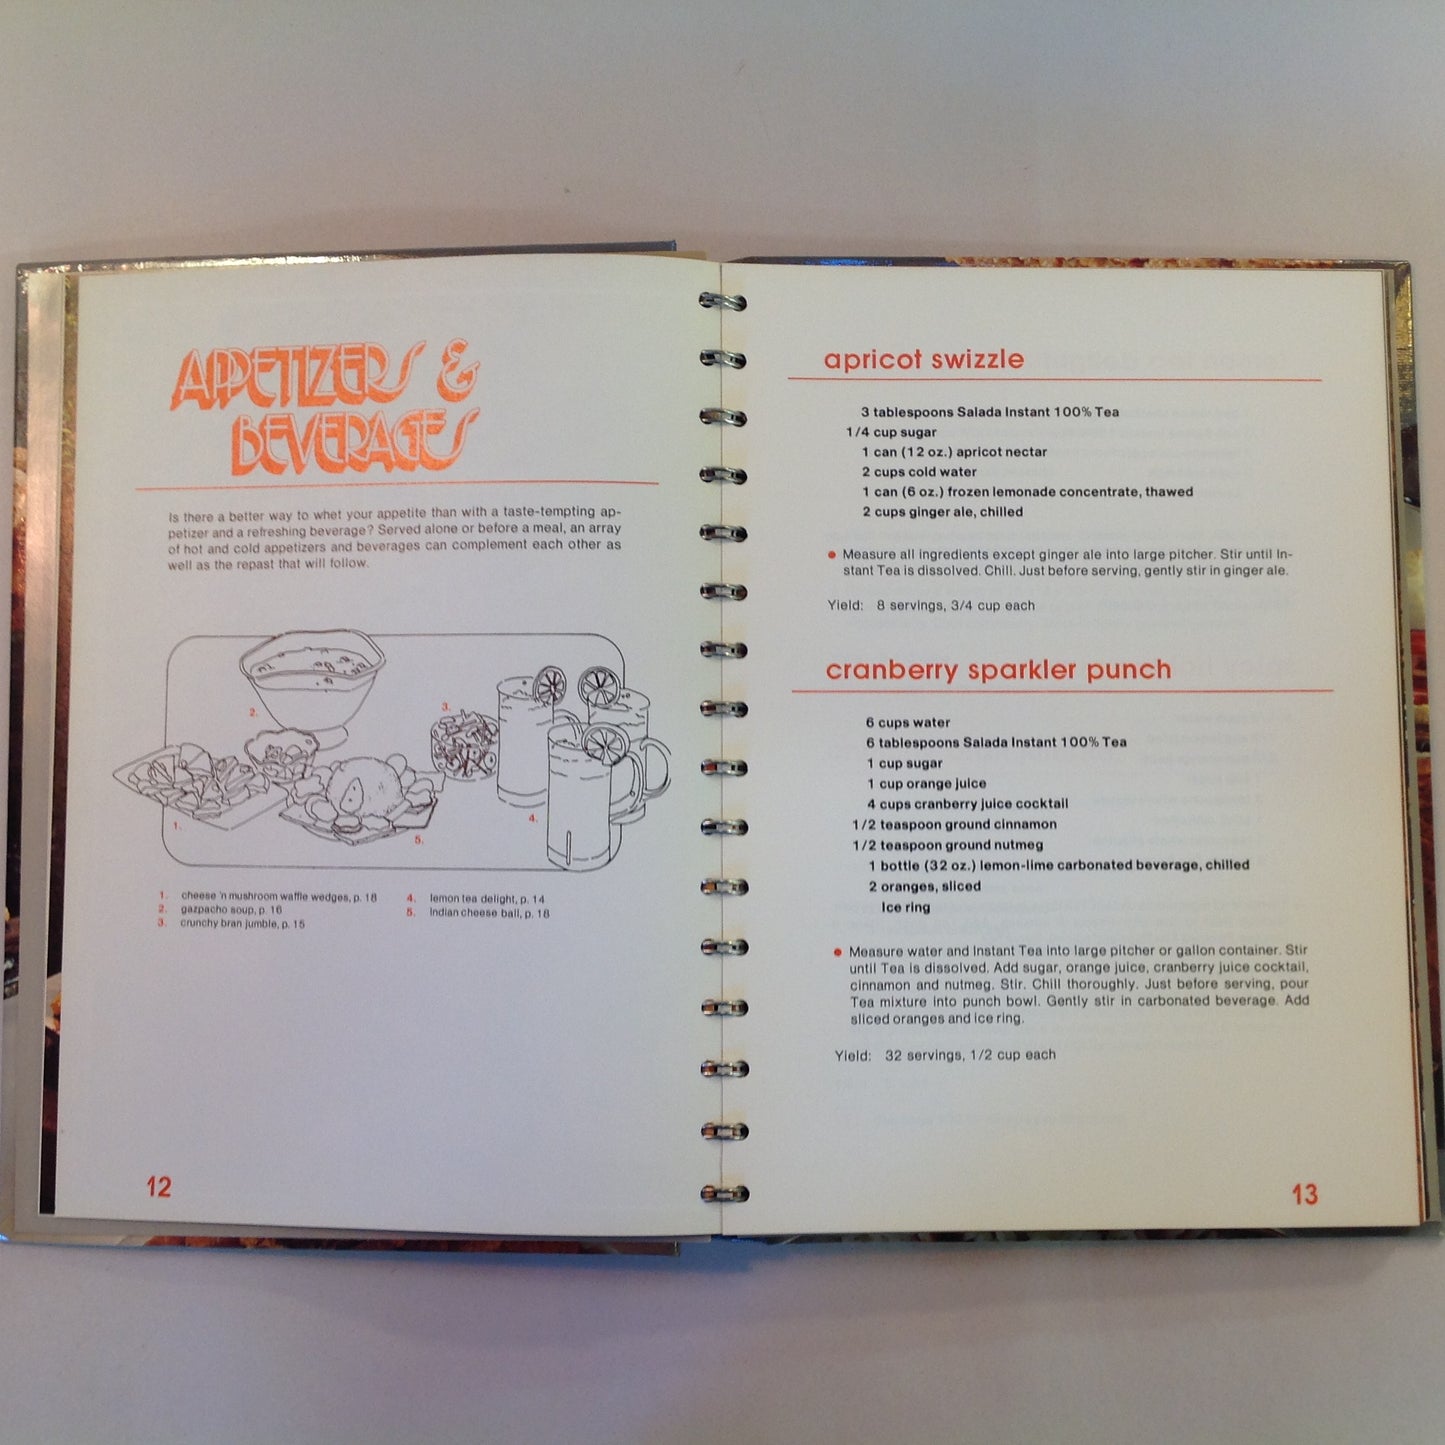 APPETIZERS &
BEVERAGES
Is there a better way to whet your appetite than with a taste-tempting ap-
petizer and a refreshing beverage? Served alone or before a meal, an array
of hot and cold appetizers and beverages can complement each other as
well as the repast that will follow.
2.
3.
1.
4.
5.
1. cheese 'n mushroom waffle wedges, p. 18
2. gazpacho soup, p. 16
3. crunchy bran jumble, p. 15
4. lemon tea delight, p. 14
5. Indian cheese ball, p. 18
12
apricot swizzle
3 tablespoons Salada Instant 100% Tea
1/4 cup sugar
1 can (12 oz.) apricot nectar
2 cups cold water
1 can (6 oz.) frozen lemonade concentrate, thawed
2 cups ginger ale, chilled
● Measure all ingredients except ginger ale into large pitcher. Stir until In-
stant Tea is dissolved. Chill. Just before serving, gently stir in ginger ale.
Yield: 8 servings, 3/4 cup each
cranberry sparkler punch
6 cups water
6 tablespoons Salada Instant 100% Tea
1 cup sugar
1 cup orange juice
4 cups cranberry juice cocktail
1/2 teaspoon ground cinnamon
1/2 teaspoon ground nutmeg
1 bottle (32 oz.) lemon-lime carbonated beverage, chilled
2 oranges, sliced
Ice ring
● Measure water and Instant Tea into large pitcher or gallon container. Stir
until Tea is dissolved. Add sugar, orange juice, cranberry juice cocktail,
cinnamon and nutmeg. Stir. Chill thoroughly. Just before serving, pour
Tea mixture into punch bowl. Gently stir in carbonated beverage. Add
sliced oranges and ice ring.
Yield: 32 servings, 1/2 cup each
13